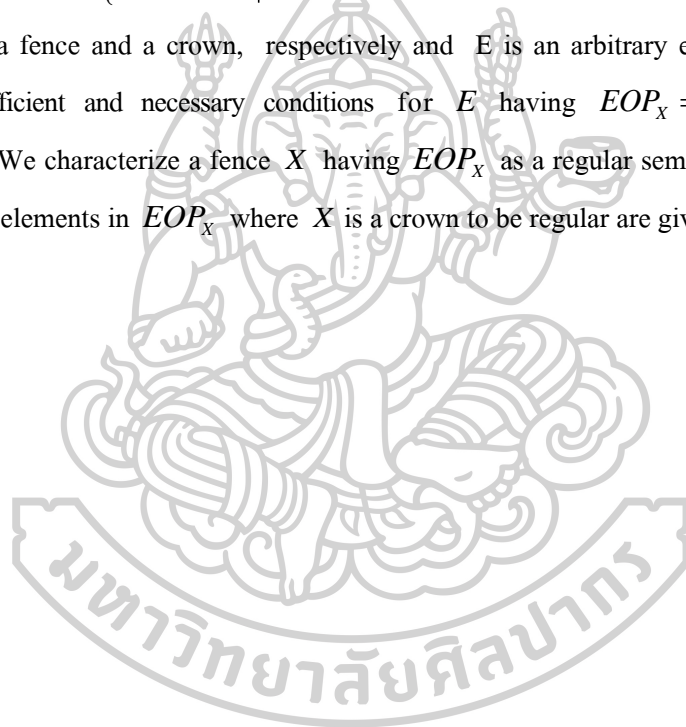 a fence and a crown, respectively and E is an arbitrary e
fficient and necessary conditions for E having EOP_X =
We characterize a fence X having EOP_X as a regular sem
elements in EOP_X where X is a crown to be regular are giv
มหาวิทยาลัยศิลปากร